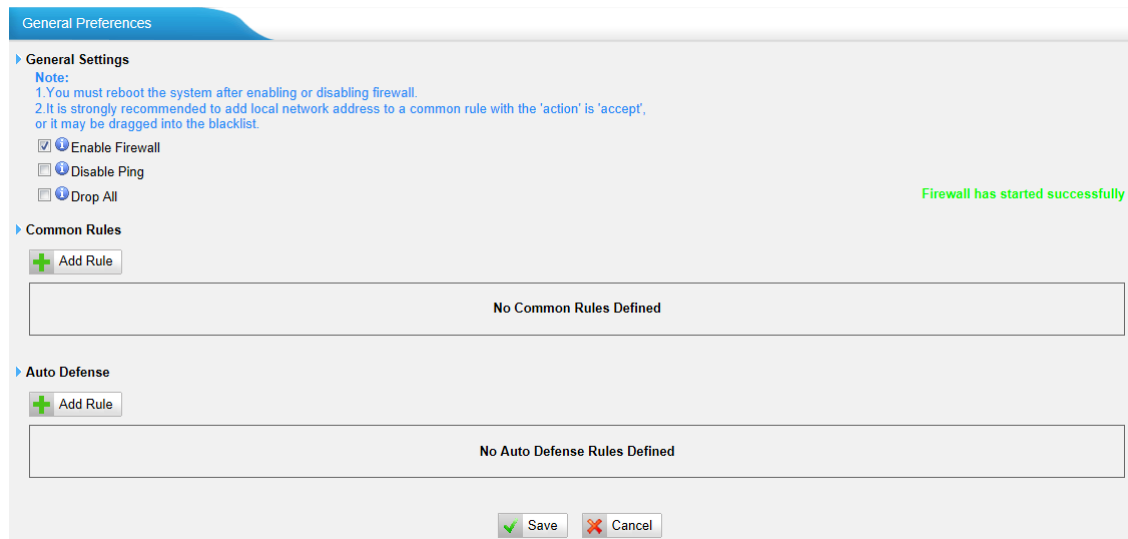 General Preferences
General Settings
Note:
1.You must reboot the system after enabling or disabling firewall.
2.It is strongly recommended to add local network address to a common rule with the 'action' is 'accept',
or it may be dragged into the blacklist.
Enable Firewall
Disable Ping
Drop All
Firewall has started successfully
Common Rules
Add Rule
No Common Rules Defined
Auto Defense
Add Rule
No Auto Defense Rules Defined
Save Cancel